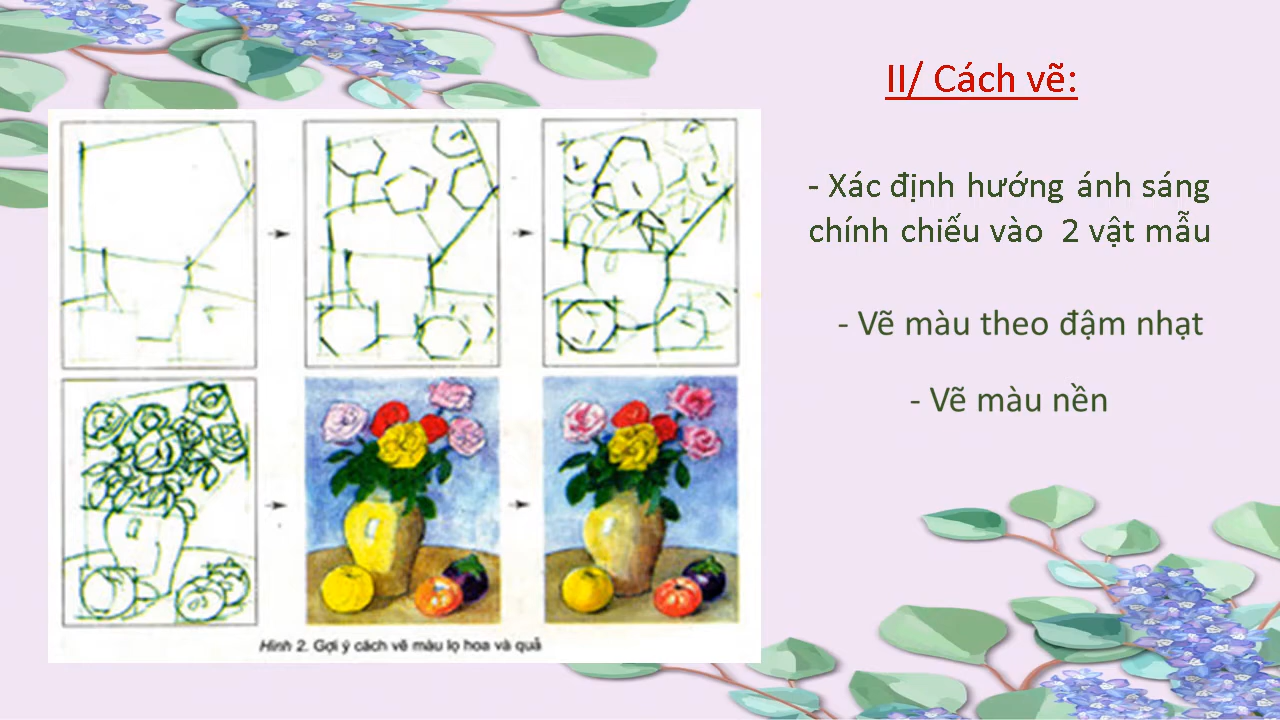 II/ Cách vẽ:
- Xác định hướng ánh sáng
chính chiếu vào 2 vật mẫu
- Vẽ màu theo đậm nhạt
- Vẽ màu nền
Hình 2. Gợi ý cách vẽ màu lọ hoa và quả